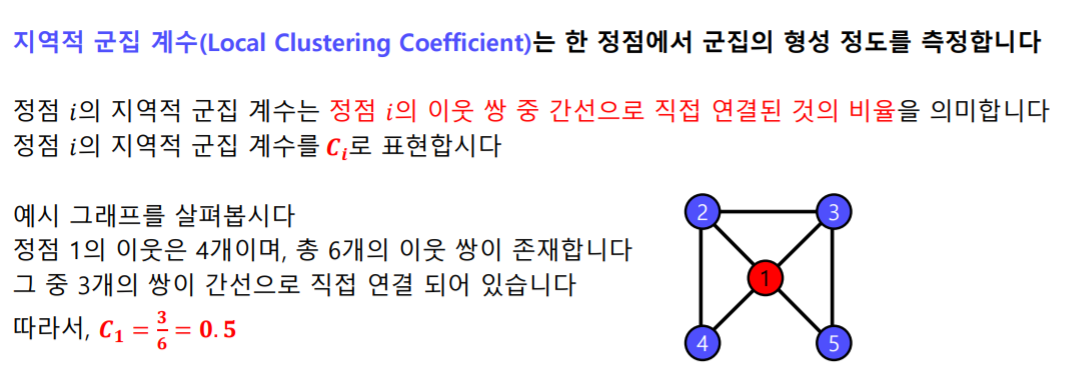 지역적 군집 계수(Local Clustering Coefficient)는 한 정점에서 군집의 형성 정도를 측정합니다
정점 i의 지역적 군집 계수는 정점 i의 이웃 쌍 중 간선으로 직접 연결된 것의 비율을 의미합니다
정점 i의 지역적 군집 계수를 Cᵢ로 표현합시다
예시 그래프를 살펴봅시다
정점 1의 이웃은 4개이며, 총 6개의 이웃 쌍이 존재합니다
그 중 3개의 쌍이 간선으로 직접 연결 되어 있습니다
따라서, C₁ = 3/6 = 0.5
2 3
1
4 5